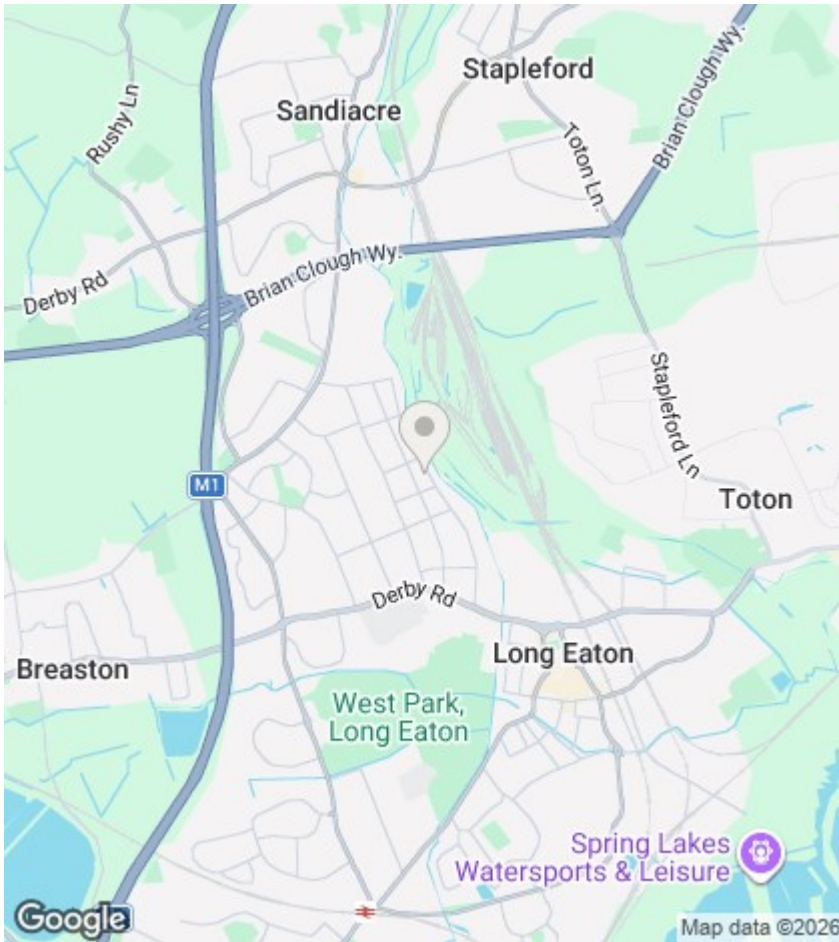 Stapleford
Sandiacre
Rushy Ln
Toton Ln.
Brian Clough Wy.
Brian Clough Wy.
Derby Rd
Stapleford Ln
M1
Toton
Derby Rd
Breaston
Long Eaton
West Park,
Long Eaton
Spring Lakes
Watersports & Leisure
Google
Map data ©2026